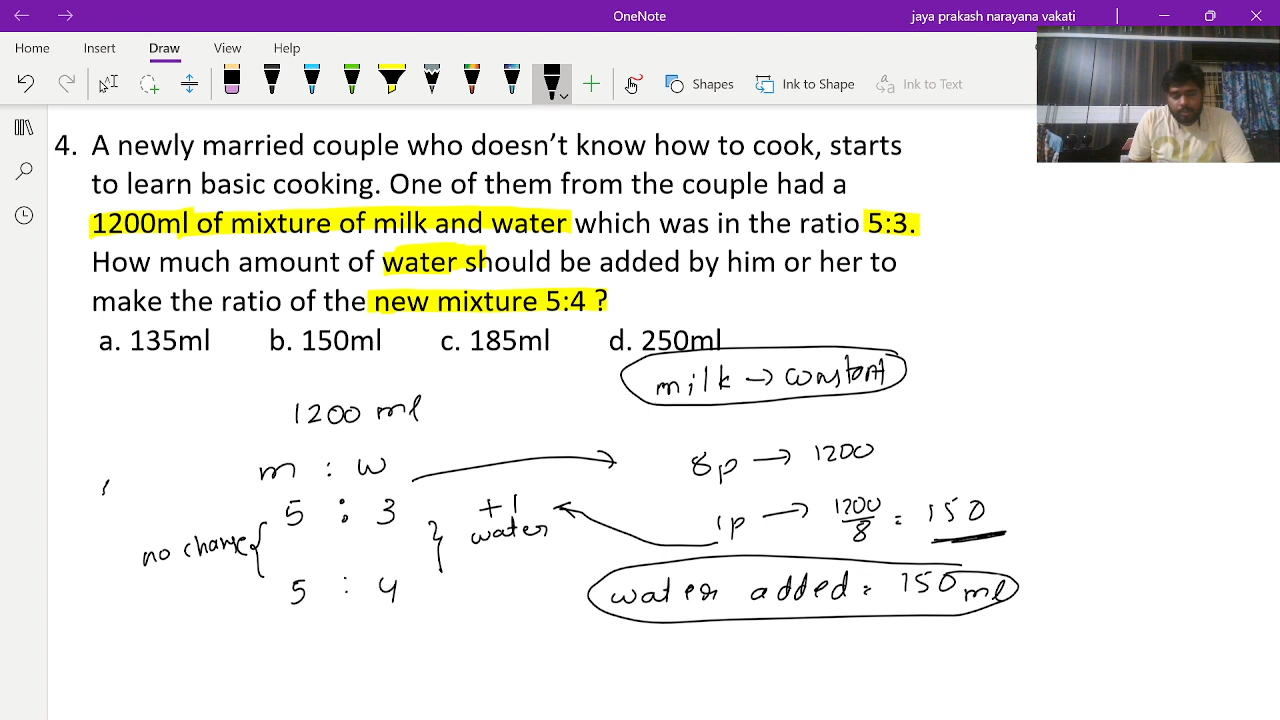 OneNote
jaya prakash narayana vakati
Home Insert Draw View Help
Shapes Ink to Shape Ink to Text
4. A newly married couple who doesn't know how to cook, starts
to learn basic cooking. One of them from the couple had a
1200ml of mixture of milk and water which was in the ratio 5:3.
How much amount of water should be added by him or her to
make the ratio of the new mixture 5:4 ?
a. 135ml b. 150ml c. 185ml d. 250ml
milk → constant
1200 ml
m : w
8p → 1200
5 : 3
+1
water
1p → 1200/8 = 150
no change
5 : 4
water added = 150ml